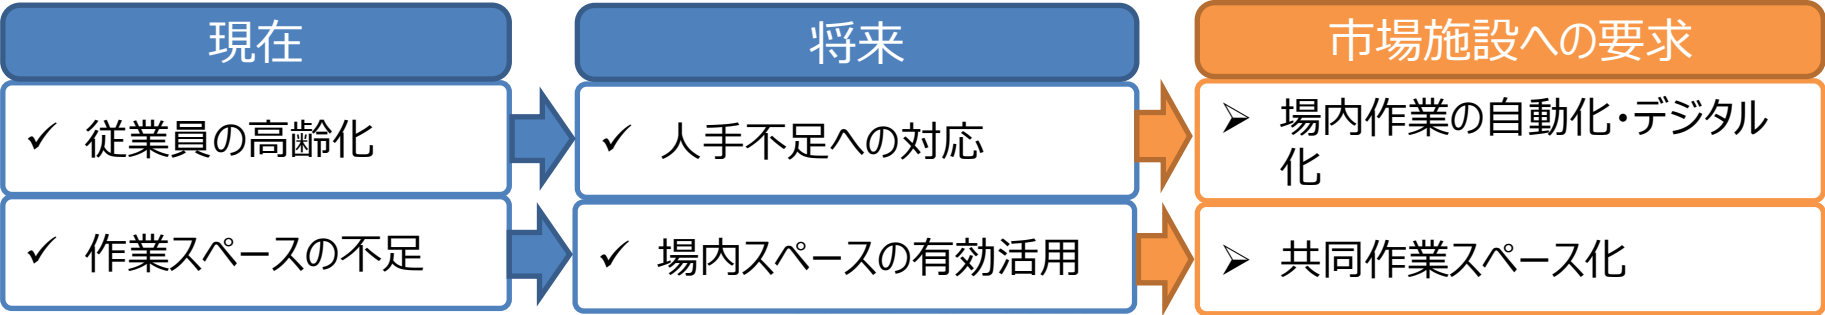 現在
将来
市場施設への要求
✓ 従業員の高齢化
✓ 人手不足への対応
➢ 場内作業の自動化・デジタル
化
✓ 作業スペースの不足
✓ 場内スペースの有効活用
➢ 共同作業スペース化